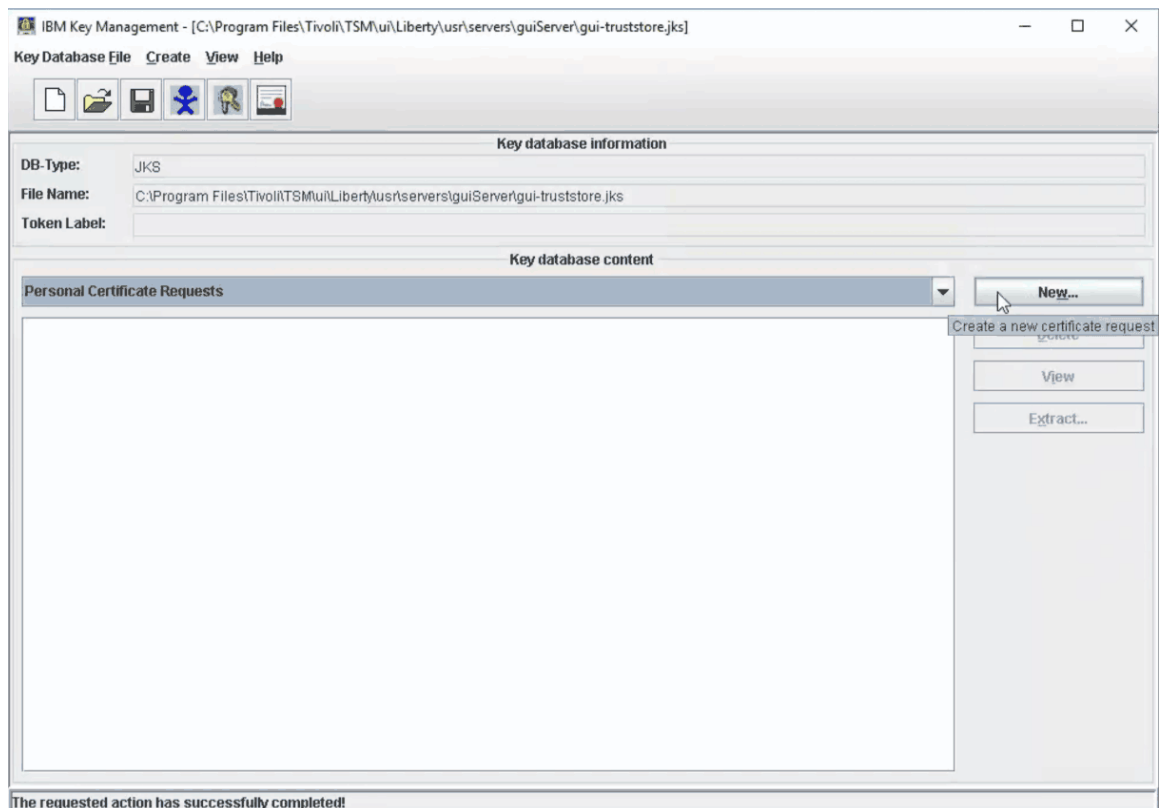 IBM Key Management - [C:\Program Files\Tivoli\TSM\ui\Liberty\usr\servers\guiServer\gui-truststore.jks]
Key Database File Create View Help
Key database information
DB-Type: JKS
File Name: C:\Program Files\Tivoli\TSM\ui\Liberty\usr\servers\guiServer\gui-truststore.jks
Token Label:
Key database content
Personal Certificate Requests
New...
Create a new certificate request
Delete
View
Extract...
The requested action has successfully completed!